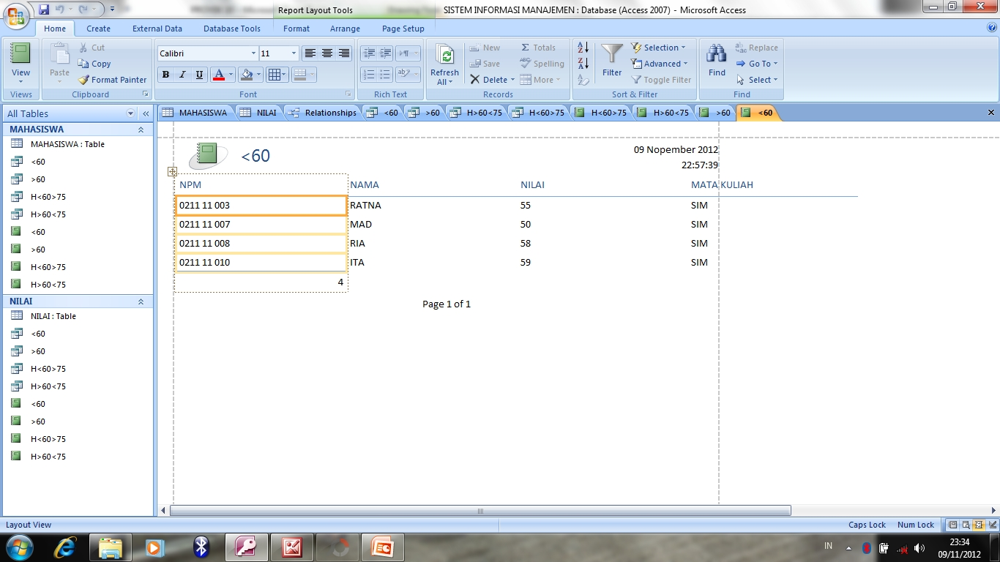 Report Layout Tools
SISTEM INFORMASI MANAJEMEN : Database (Access 2007) - Microsoft Access
Home Create External Data Database Tools Format Arrange Page Setup
View
Views
Paste
Cut
Copy
Format Painter
Clipboard
Calibri 11
B I U A
Font
Rich Text
Refresh
All
New
Save
Delete
Totals
Spelling
More
Records
Filter
Selection
Advanced
Toggle Filter
Sort & Filter
Find
Replace
Go To
Select
Find
All Tables
MAHASISWA
MAHASISWA : Table
<60
>60
H<60>75
H>60<75
<60
>60
H<60>75
H>60<75
NILAI
NILAI : Table
<60
>60
H<60>75
H>60<75
<60
>60
H<60>75
H>60<75
MAHASISWA NILAI Relationships <60 >60 H>60<75 H<60>75 H<60>75 H>60<75 >60 <60
<60
09 Nopember 2012
22:57:39
NPM NAMA NILAI MATA KULIAH
0211 11 003 RATNA 55 SIM
0211 11 007 MAD 50 SIM
0211 11 008 RIA 58 SIM
0211 11 010 ITA 59 SIM
4
Page 1 of 1
Layout View
Caps Lock Num Lock
IN
23:34
09/11/2012